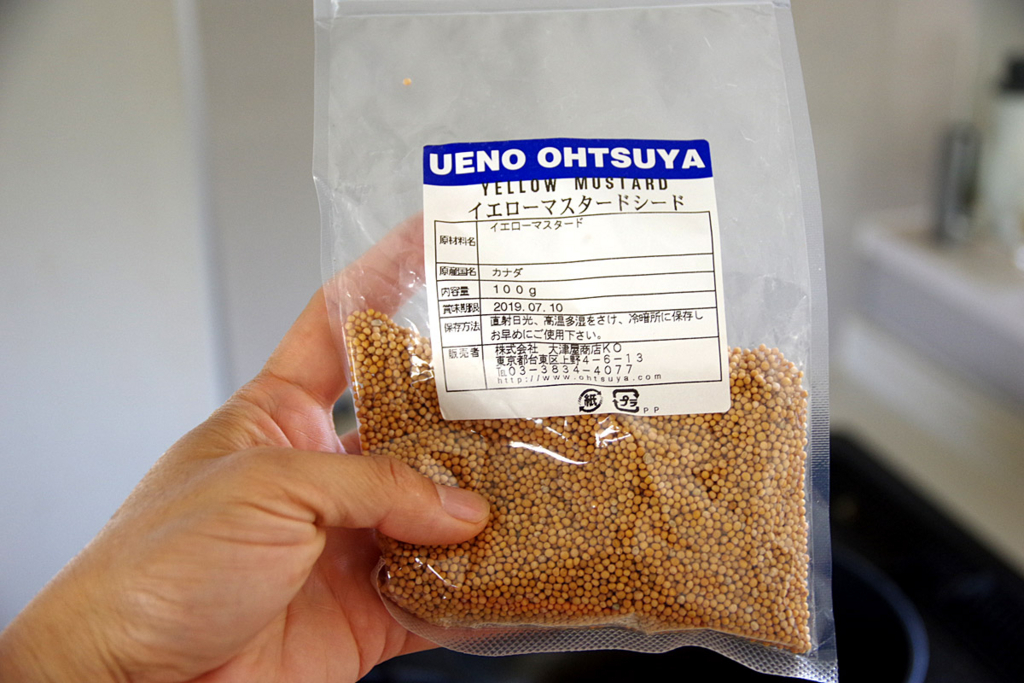 UENO OHTSUYA
YELLOW MUSTARD
イエローマスタードシード
原材料名 イエローマスタード
原産国名 カナダ
内容量 100g
賞味期限 2019.07.10
保存方法 直射日光、高温多湿をさけ、冷暗所に保存し
お早めにご使用下さい。
販売者 株式会社 大津屋商店KO
東京都台東区上野4-6-13
℡03-3834-4077
http://www.ohtsuya.com
紙 プラ PP